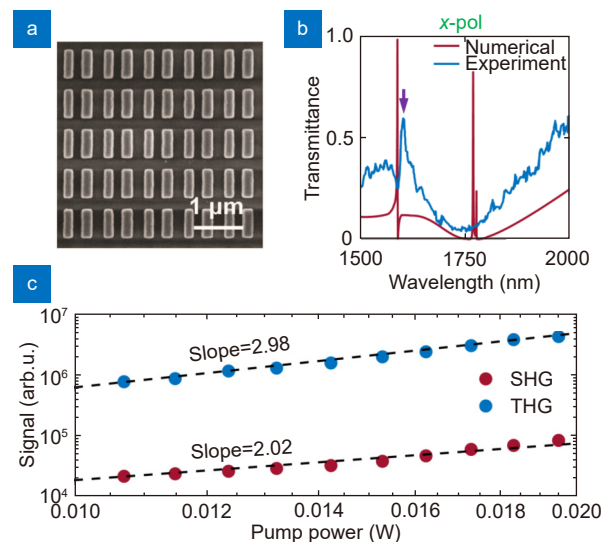 a
1 μm
b
x-pol
Numerical
Experiment
1.0
0.5
0
Transmittance
1500
1750
2000
Wavelength (nm)
c
10⁷
10⁶
10⁵
10⁴
Signal (arb.u.)
Slope=2.98
Slope=2.02
SHG
THG
0.010
0.012
0.014
0.016
0.018
0.020
Pump power (W)